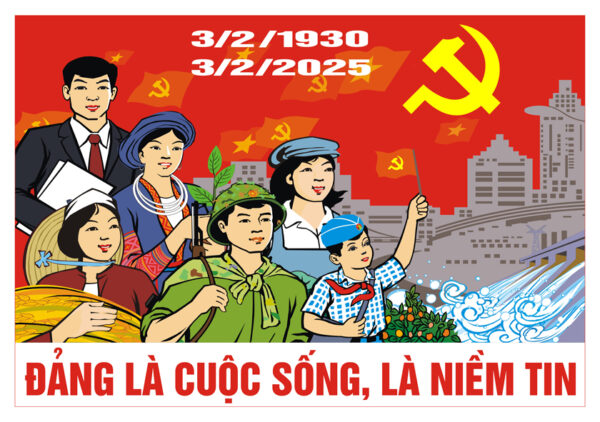 3/2/1930
3/2/2025
ĐẢNG LÀ CUỘC SỐNG, LÀ NIỀM TIN